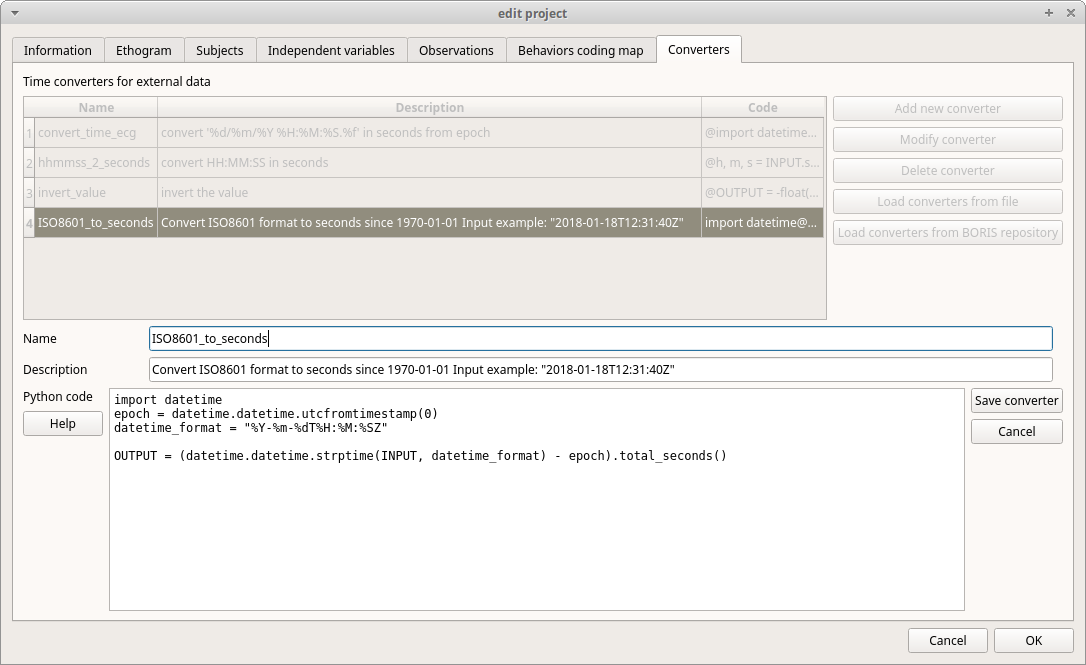 edit project
Information Ethogram Subjects Independent variables Observations Behaviors coding map Converters
Time converters for external data
Name Description Code
1 convert_time_ecg convert '%d/%m/%Y %H:%M:%S.%f' in seconds from epoch @import datetime...
2 hhmmss_2_seconds convert HH:MM:SS in seconds @h, m, s = INPUT.s...
3 invert_value invert the value @OUTPUT = -float(...
4 ISO8601_to_seconds Convert ISO8601 format to seconds since 1970-01-01 Input example: "2018-01-18T12:31:40Z" import datetime@...
Add new converter
Modify converter
Delete converter
Load converters from file
Load converters from BORIS repository
Name ISO8601_to_seconds
Description Convert ISO8601 format to seconds since 1970-01-01 Input example: "2018-01-18T12:31:40Z"
Python code
Help
import datetime
epoch = datetime.datetime.utcfromtimestamp(0)
datetime_format = "%Y-%m-%dT%H:%M:%SZ"
OUTPUT = (datetime.datetime.strptime(INPUT, datetime_format) - epoch).total_seconds()
Save converter
Cancel
Cancel OK